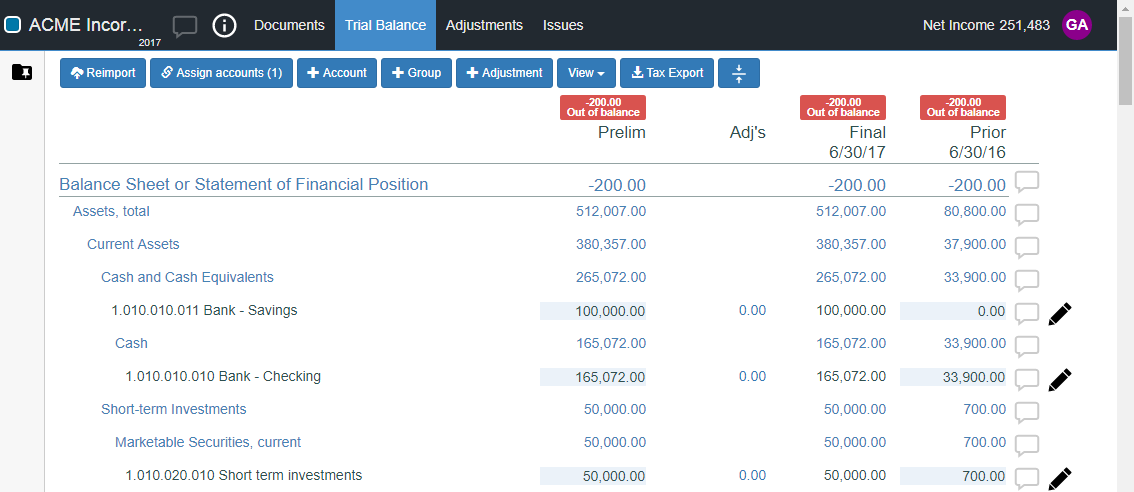 ACME Incor... Documents Trial Balance Adjustments Issues Net Income 251,483 GA
2017
Reimport Assign accounts (1) + Account + Group + Adjustment View Tax Export
-200.00 -200.00 -200.00
Out of balance Out of balance Out of balance
Prelim Adj's Final Prior
6/30/17 6/30/16
Balance Sheet or Statement of Financial Position -200.00 -200.00 -200.00
Assets, total 512,007.00 512,007.00 80,800.00
Current Assets 380,357.00 380,357.00 37,900.00
Cash and Cash Equivalents 265,072.00 265,072.00 33,900.00
1.010.010.011 Bank - Savings 100,000.00 0.00 100,000.00 0.00
Cash 165,072.00 165,072.00 33,900.00
1.010.010.010 Bank - Checking 165,072.00 0.00 165,072.00 33,900.00
Short-term Investments 50,000.00 50,000.00 700.00
Marketable Securities, current 50,000.00 50,000.00 700.00
1.010.020.010 Short term investments 50,000.00 0.00 50,000.00 700.00